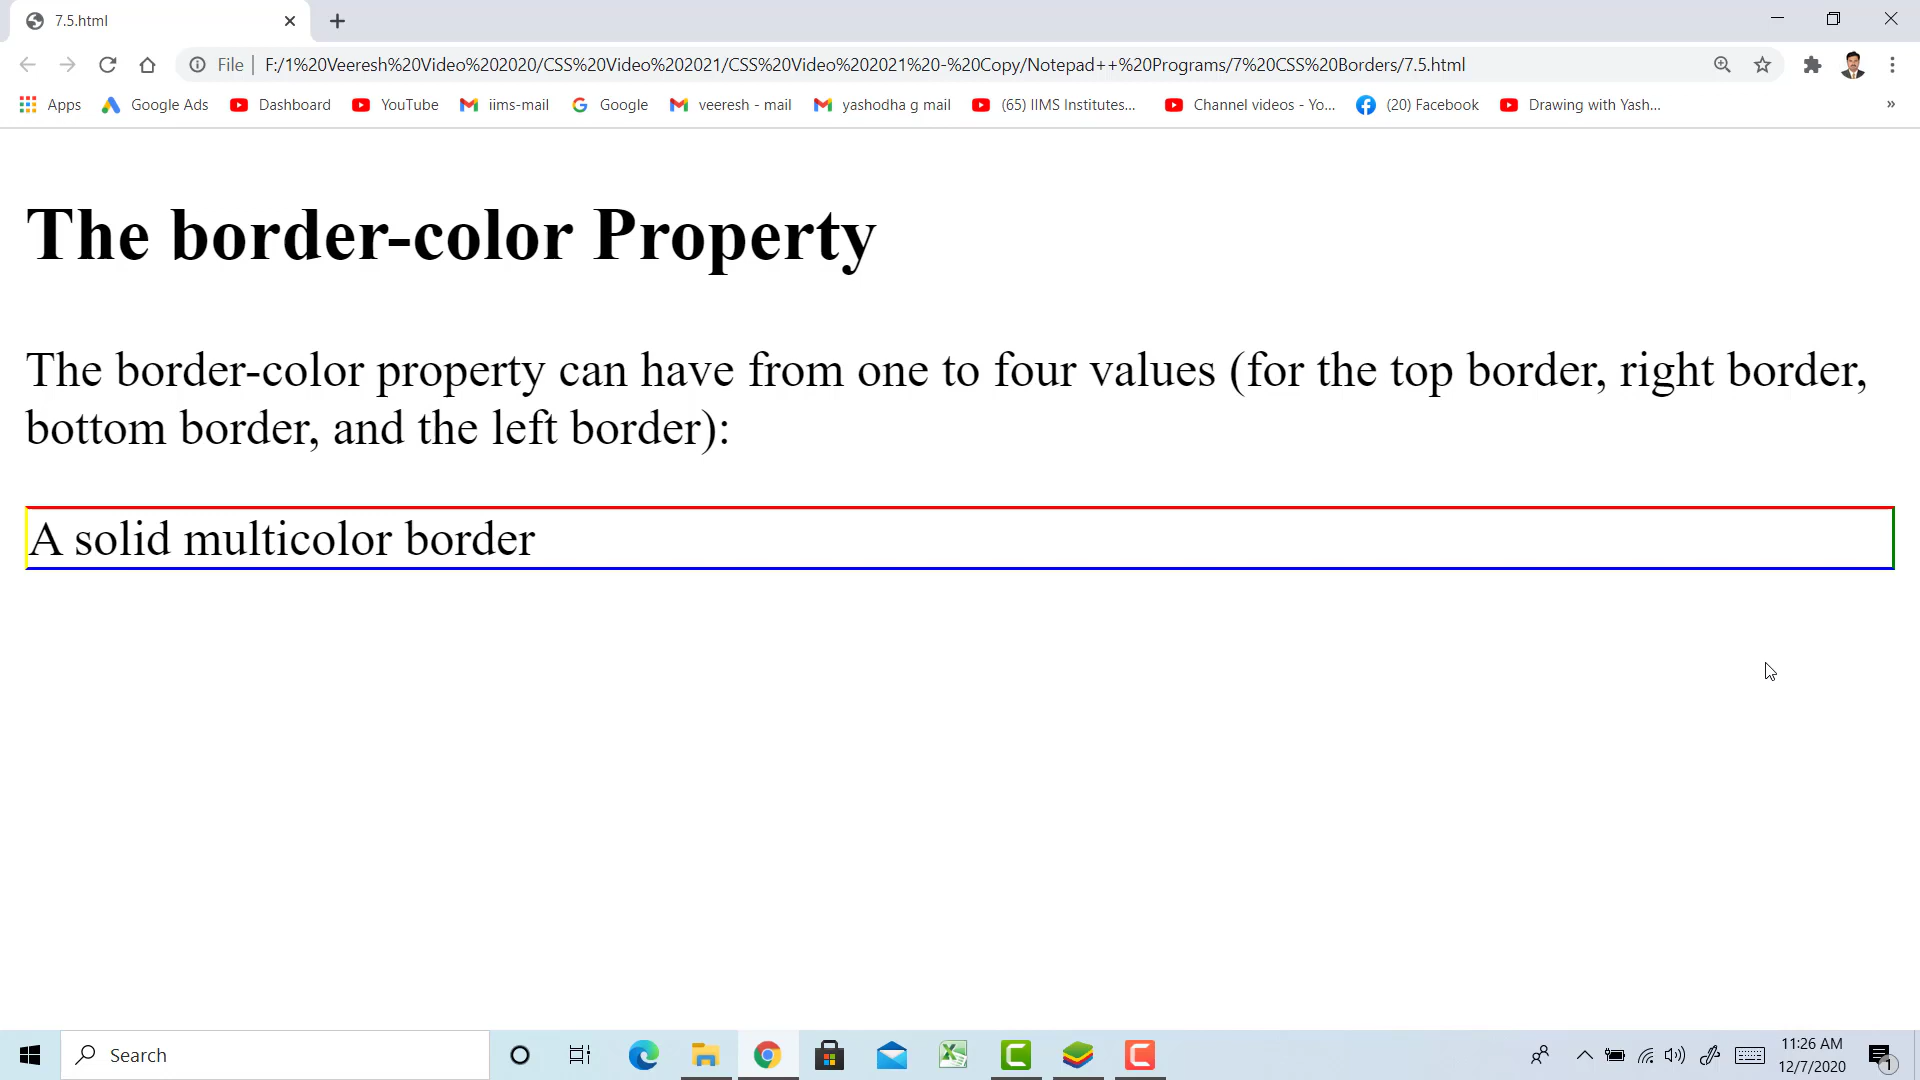 7.5.html
File | F:/1%20Veeresh%20Video%202020/CSS%20Video%202021/CSS%20Video%202021%20-%20Copy/Notepad++%20Programs/7%20CSS%20Borders/7.5.html
Apps Google Ads Dashboard YouTube iims-mail Google veeresh - mail yashodha g mail (65) IIMS Institutes... Channel videos - Yo... (20) Facebook Drawing with Yash... »
The border-color Property
The border-color property can have from one to four values (for the top border, right border,
bottom border, and the left border):
A solid multicolor border
Search
11:26 AM
12/7/2020
1